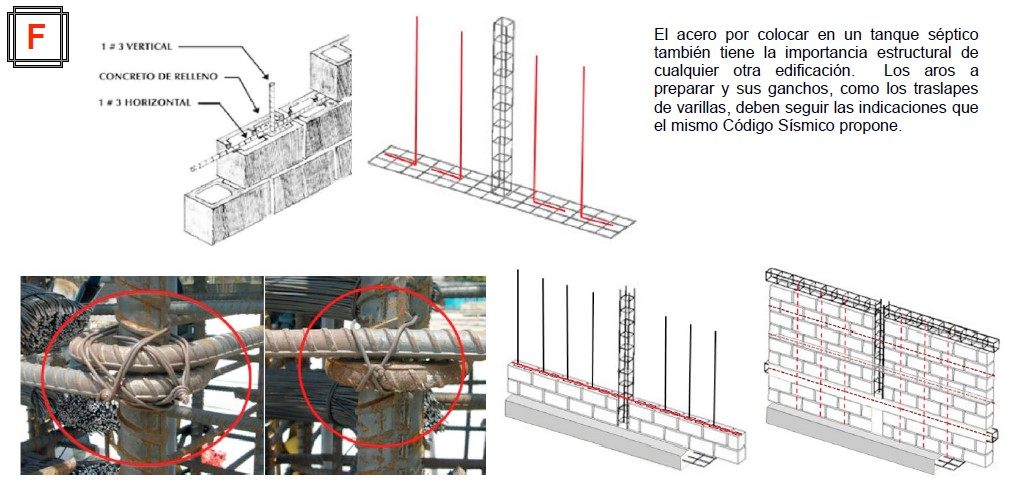 F
1 # 3 VERTICAL
CONCRETO DE RELLENO
1 # 3 HORIZONTAL
El acero por colocar en un tanque séptico
también tiene la importancia estructural de
cualquier otra edificación. Los aros a
preparar y sus ganchos, como los traslapes
de varillas, deben seguir las indicaciones que
el mismo Código Sísmico propone.